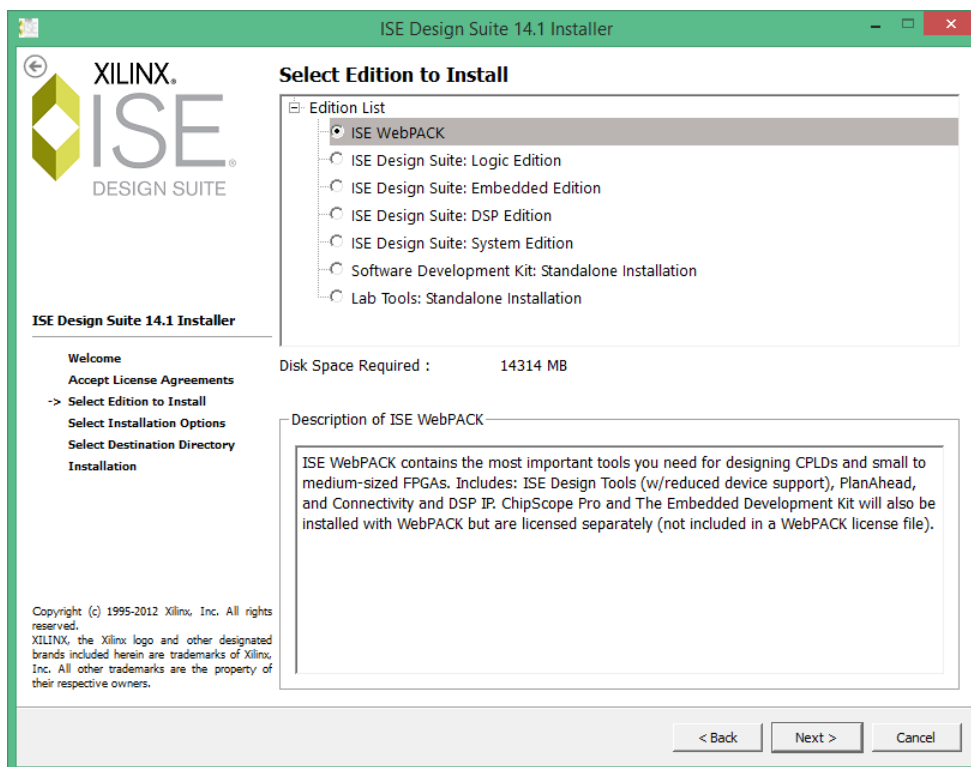 ISE Design Suite 14.1 Installer
XILINX®
ISE®
DESIGN SUITE
ISE Design Suite 14.1 Installer
Welcome
Accept License Agreements
-> Select Edition to Install
Select Installation Options
Select Destination Directory
Installation
Copyright (c) 1995-2012 Xilinx, Inc. All rights
reserved.
XILINX, the Xilinx logo and other designated
brands included herein are trademarks of Xilinx,
Inc. All other trademarks are the property of
their respective owners.
Select Edition to Install
Edition List
ISE WebPACK
ISE Design Suite: Logic Edition
ISE Design Suite: Embedded Edition
ISE Design Suite: DSP Edition
ISE Design Suite: System Edition
Software Development Kit: Standalone Installation
Lab Tools: Standalone Installation
Disk Space Required : 14314 MB
Description of ISE WebPACK
ISE WebPACK contains the most important tools you need for designing CPLDs and small to
medium-sized FPGAs. Includes: ISE Design Tools (w/reduced device support), PlanAhead,
and Connectivity and DSP IP. ChipScope Pro and The Embedded Development Kit will also be
installed with WebPACK but are licensed separately (not included in a WebPACK license file).
< Back Next > Cancel